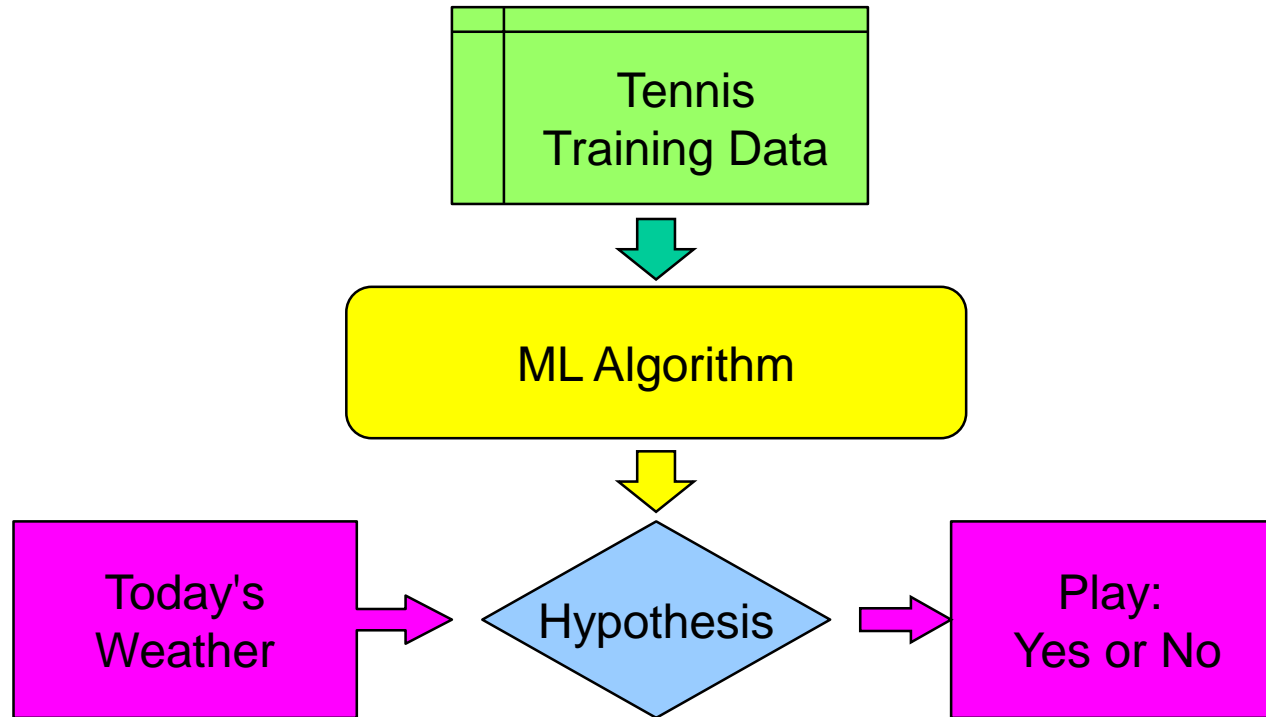 Tennis
Training Data
ML Algorithm
Today's
Weather
Hypothesis
Play:
Yes or No